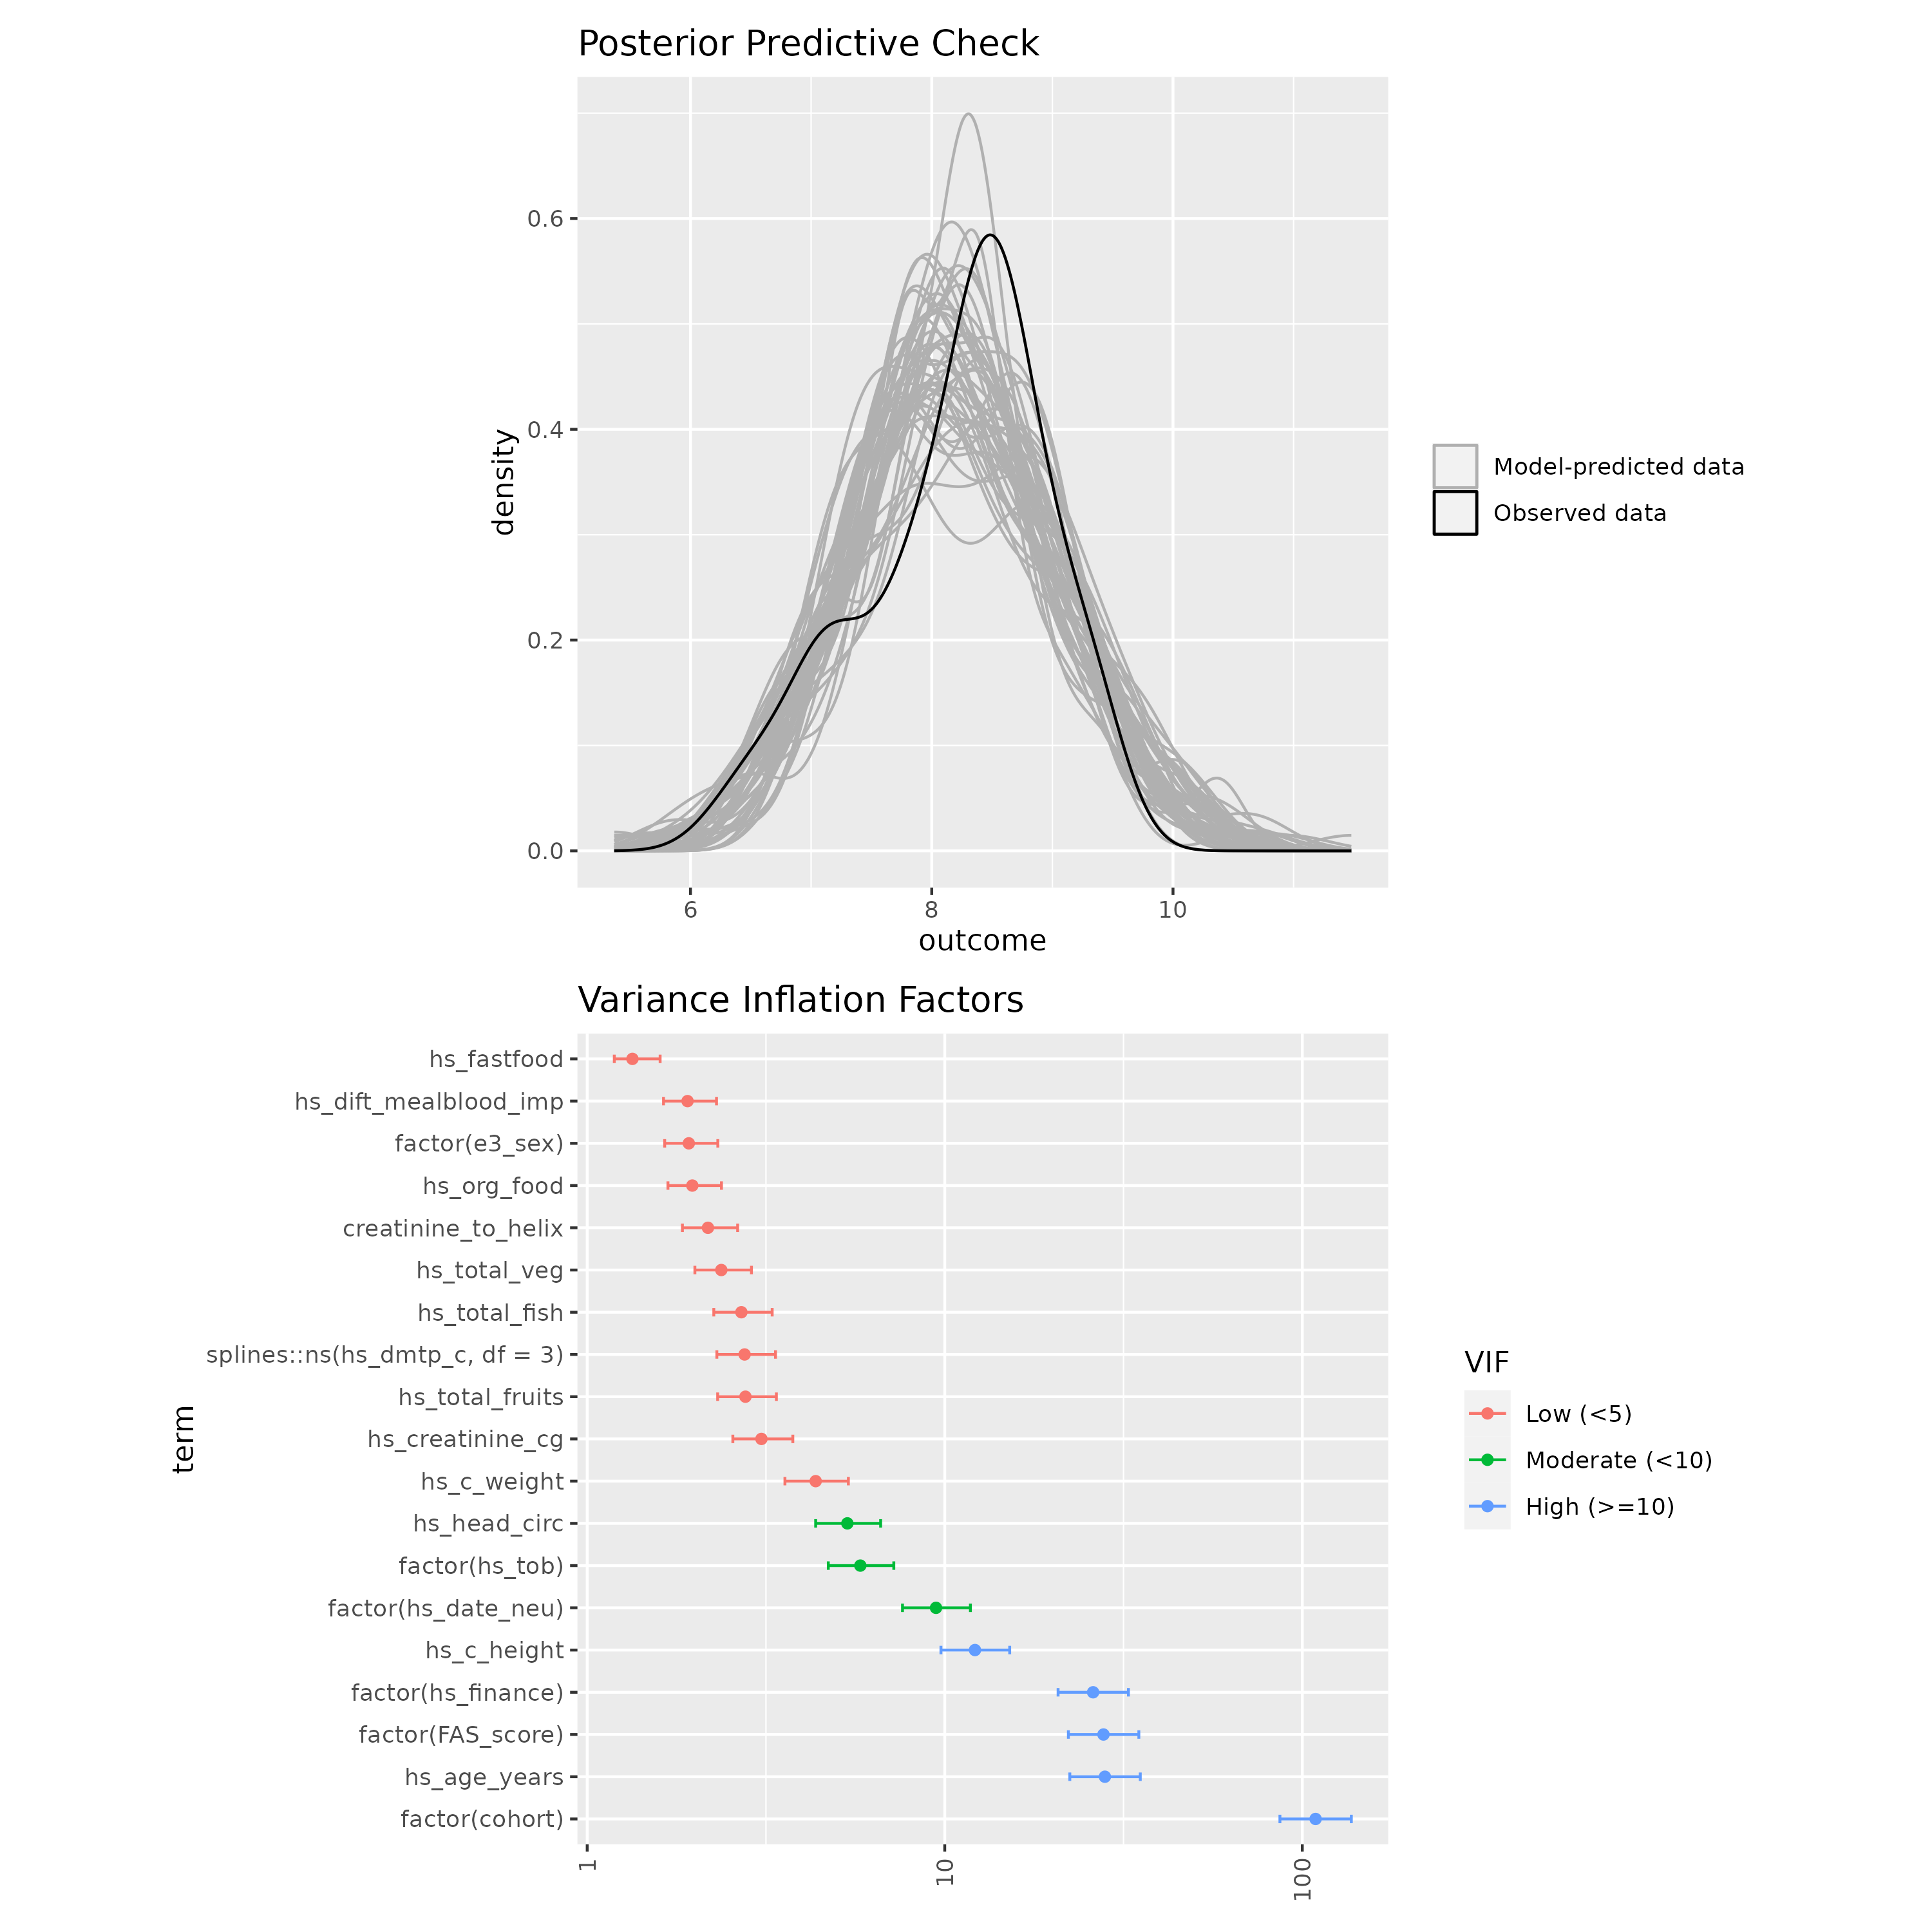 Posterior Predictive Check
density
0.6
0.4
0.2
0.0
6
8
10
outcome
Model-predicted data
Observed data
Variance Inflation Factors
term
hs_fastfood
hs_dift_mealblood_imp
factor(e3_sex)
hs_org_food
creatinine_to_helix
hs_total_veg
hs_total_fish
splines::ns(hs_dmtp_c, df = 3)
hs_total_fruits
hs_creatinine_cg
hs_c_weight
hs_head_circ
factor(hs_tob)
factor(hs_date_neu)
hs_c_height
factor(hs_finance)
factor(FAS_score)
hs_age_years
factor(cohort)
1
10
100
VIF
Low (<5)
Moderate (<10)
High (>=10)